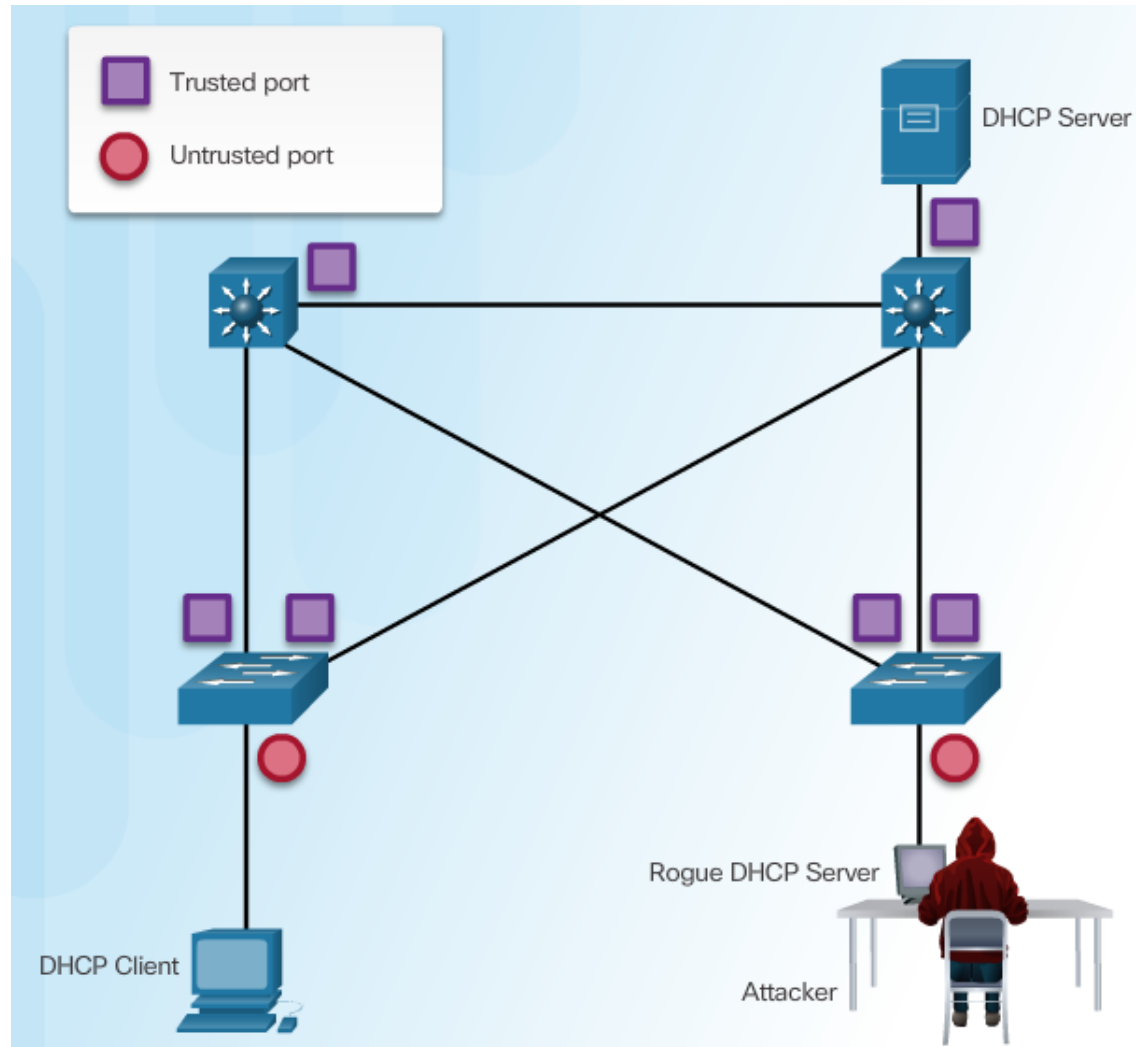 Trusted port
Untrusted port
DHCP Server
Rogue DHCP Server
DHCP Client
Attacker